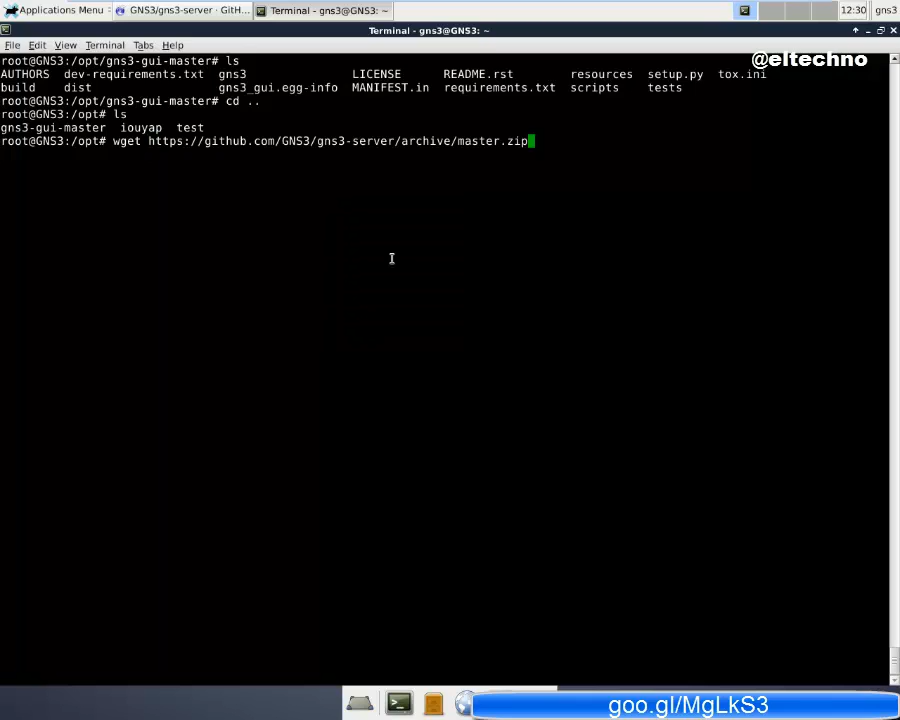 Applications Menu
GNS3/gns3-server · GitH...
Terminal - gns3@GNS3: ~
12:30
gns3
Terminal - gns3@GNS3: ~
File Edit View Terminal Tabs Help
@eltechno
root@GNS3:/opt/gns3-gui-master# ls
AUTHORS dev-requirements.txt gns3 LICENSE README.rst resources setup.py tox.ini
build dist gns3_gui.egg-info MANIFEST.in requirements.txt scripts tests
root@GNS3:/opt/gns3-gui-master# cd ..
root@GNS3:/opt# ls
gns3-gui-master iouyap test
root@GNS3:/opt# wget https://github.com/GNS3/gns3-server/archive/master.zip
goo.gl/MgLkS3